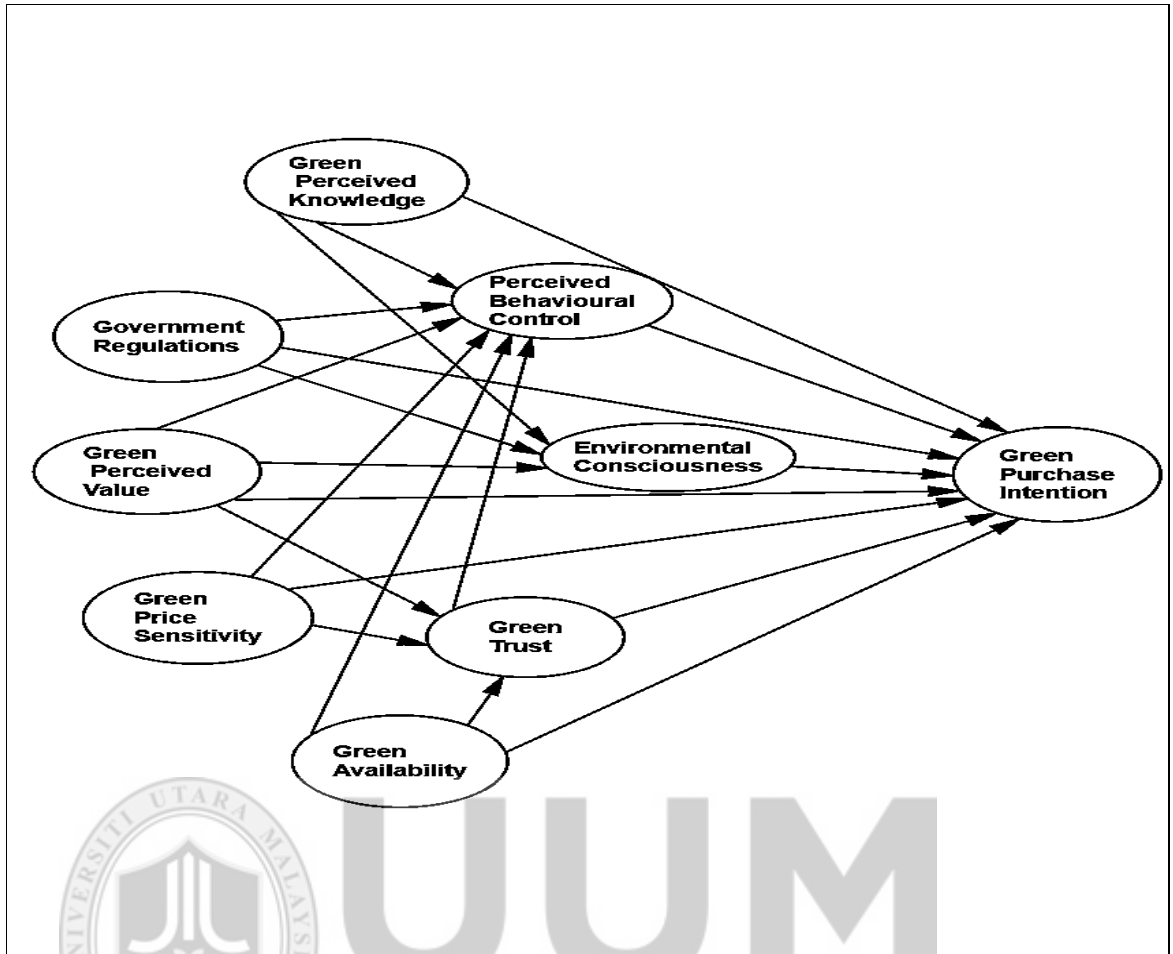 Green
Perceived
Knowledge
Perceived
Behavioural
Control
Government
Regulations
Green
Perceived
Value
Environmental
Consciousness
Green
Purchase
Intention
Green
Price
Sensitivity
Green
Trust
Green
Availability
UTARA
UUM